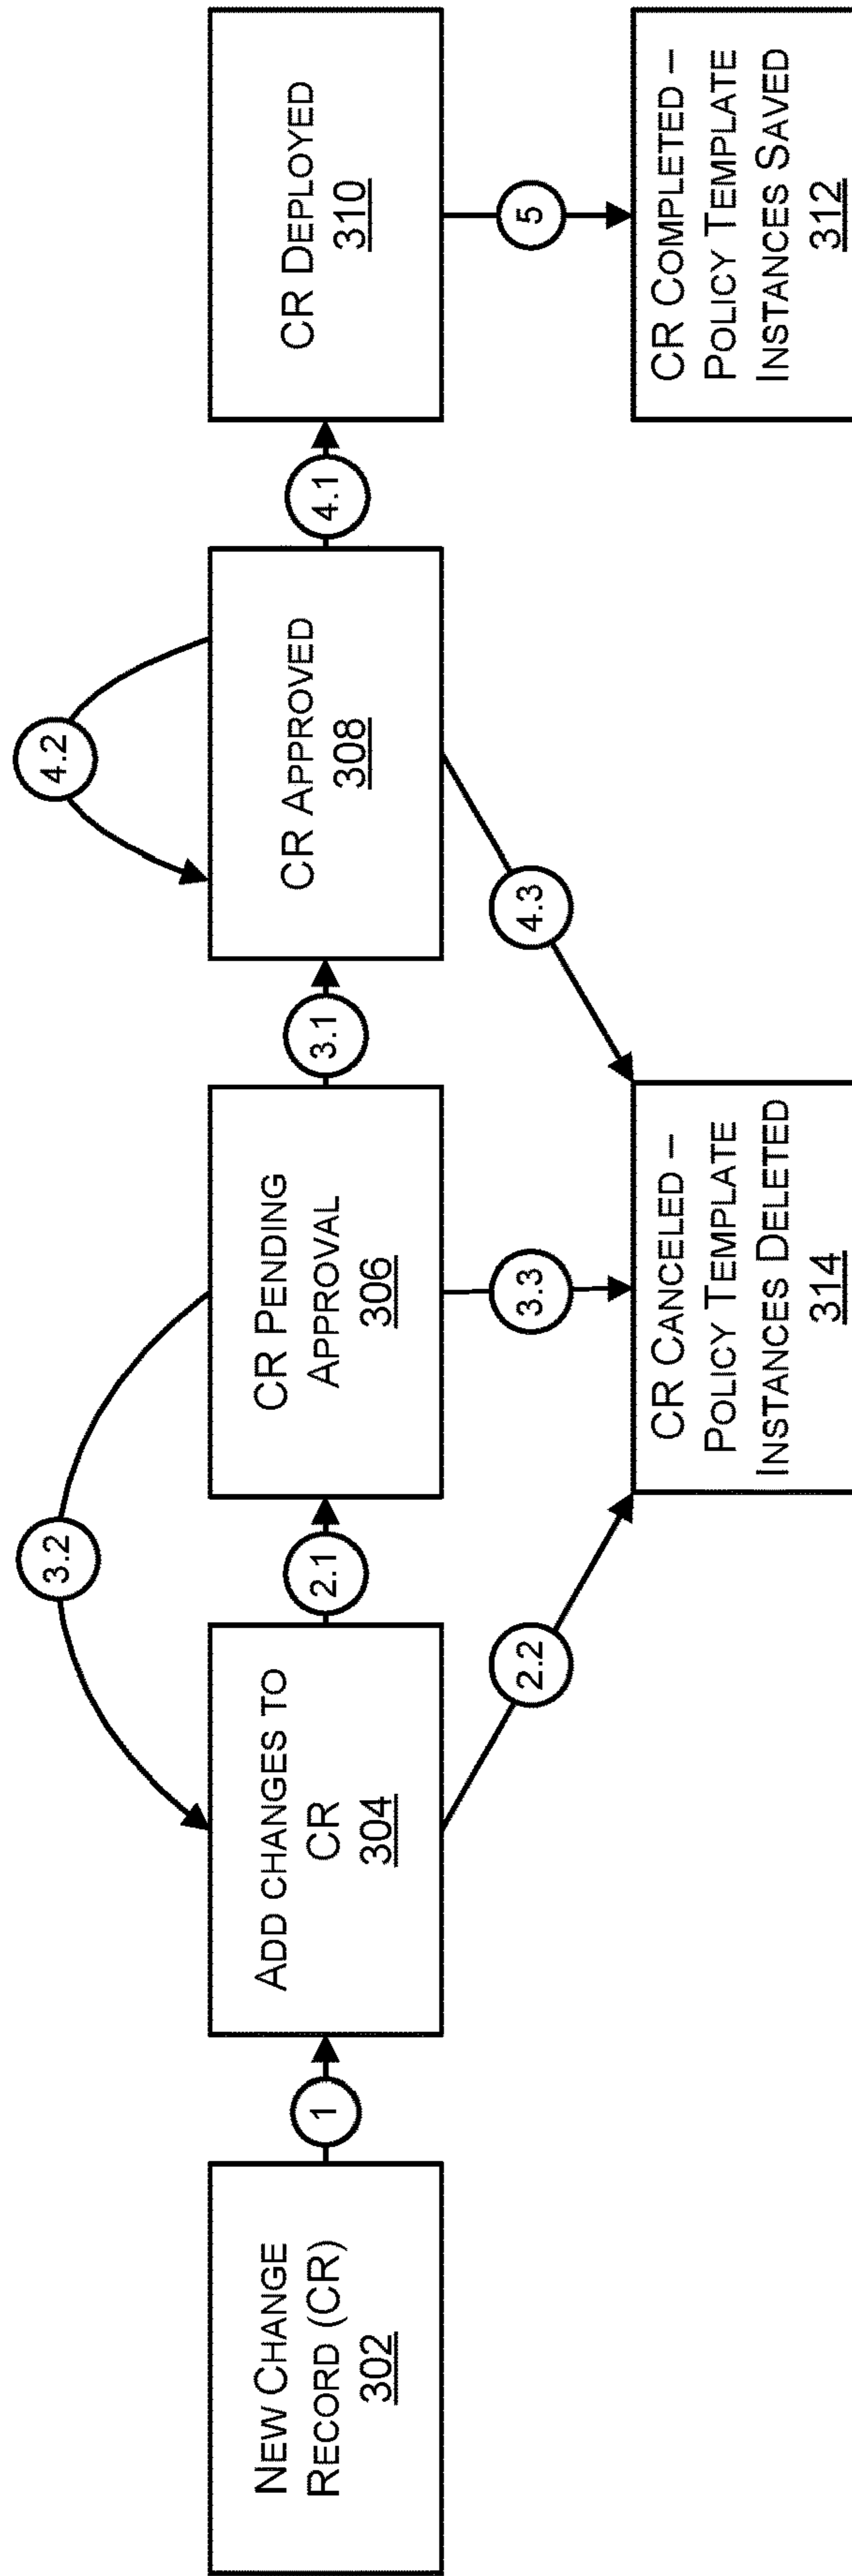 4.2
3.2
NEW CHANGE
RECORD (CR)
302
1
ADD CHANGES TO
CR
304
2.1
CR PENDING
APPROVAL
306
3.1
CR APPROVED
308
4.1
CR DEPLOYED
310
2.2
3.3
4.3
5
CR CANCELED –
POLICY TEMPLATE
INSTANCES DELETED
314
CR COMPLETED –
POLICY TEMPLATE
INSTANCES SAVED
312